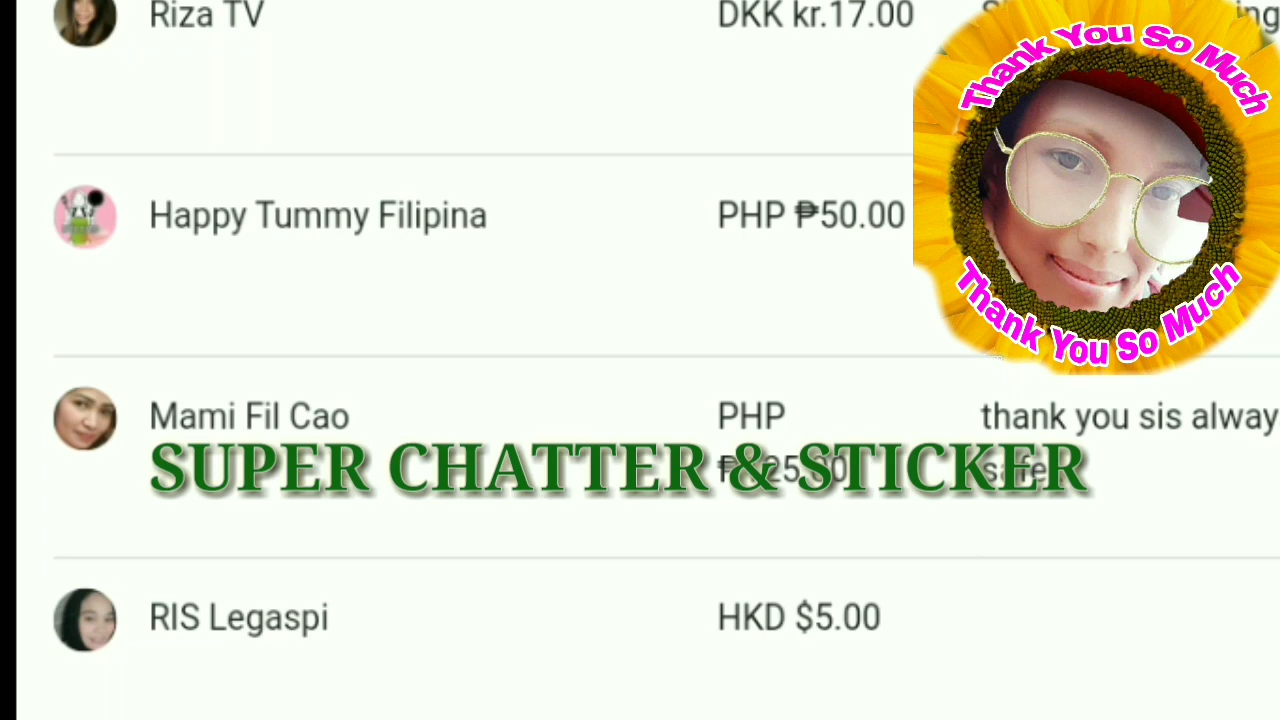 Riza TV
DKK kr.17.00
Thank You So Much
Happy Tummy Filipina
PHP ₱50.00
Thank You So Much
Mami Fil Cao
PHP
thank you sis alway
SUPER CHATTER & STICKER
RIS Legaspi
HKD $5.00